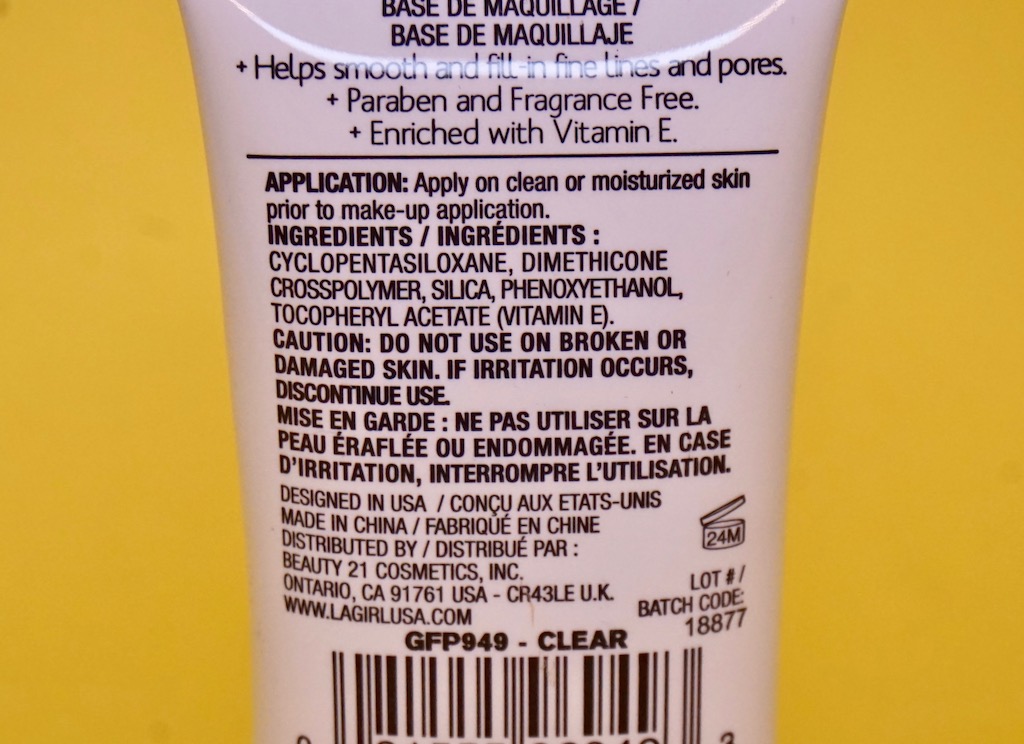 BASE DE MAQUILLAGE /
BASE DE MAQUILLAJE
+ Helps smooth and fill-in fine lines and pores.
+ Paraben and Fragrance Free.
+ Enriched with Vitamin E.
APPLICATION: Apply on clean or moisturized skin
prior to make-up application.
INGREDIENTS / INGRÉDIENTS :
CYCLOPENTASILOXANE, DIMETHICONE
CROSSPOLYMER, SILICA, PHENOXYETHANOL,
TOCOPHERYL ACETATE (VITAMIN E).
CAUTION: DO NOT USE ON BROKEN OR
DAMAGED SKIN. IF IRRITATION OCCURS,
DISCONTINUE USE.
MISE EN GARDE : NE PAS UTILISER SUR LA
PEAU ÉRAFLÉE OU ENDOMMAGÉE. EN CASE
D'IRRITATION, INTERROMPRE L'UTILISATION.
DESIGNED IN USA / CONÇU AUX ETATS-UNIS
MADE IN CHINA / FABRIQUÉ EN CHINE
DISTRIBUTED BY / DISTRIBUÉ PAR :
BEAUTY 21 COSMETICS, INC.
ONTARIO, CA 91761 USA - CR43LE U.K.
WWW.LAGIRLUSA.COM
24M
LOT # /
BATCH CODE:
18877
GFP949 - CLEAR